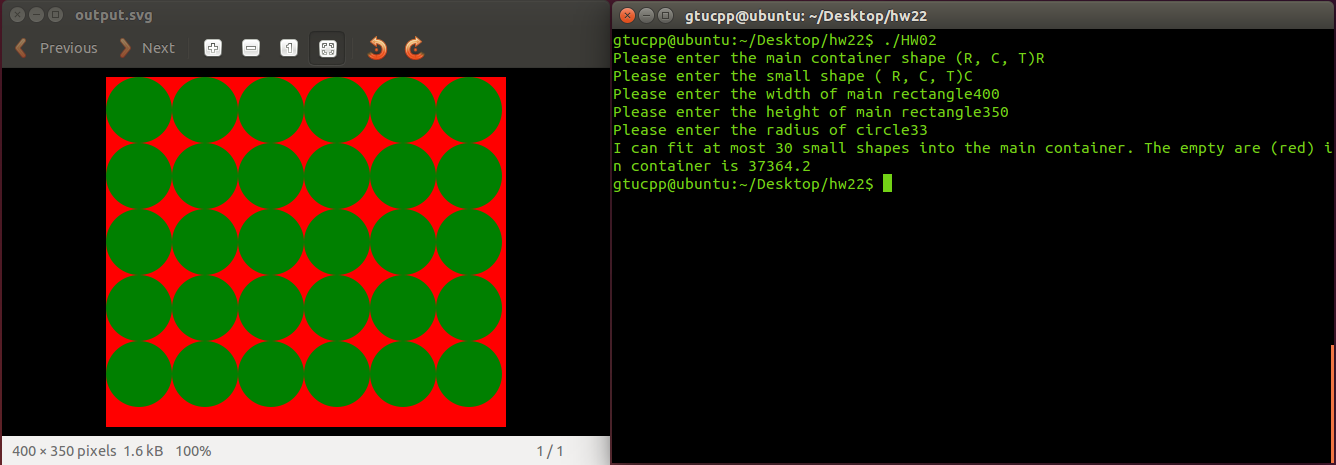 output.svg
Previous Next
400 × 350 pixels 1.6 kB 100% 1 / 1
gtucpp@ubuntu: ~/Desktop/hw22
gtucpp@ubuntu:~/Desktop/hw22$ ./HW02
Please enter the main container shape (R, C, T)R
Please enter the small shape ( R, C, T)C
Please enter the width of main rectangle400
Please enter the height of main rectangle350
Please enter the radius of circle33
I can fit at most 30 small shapes into the main container. The empty are (red) i
n container is 37364.2
gtucpp@ubuntu:~/Desktop/hw22$